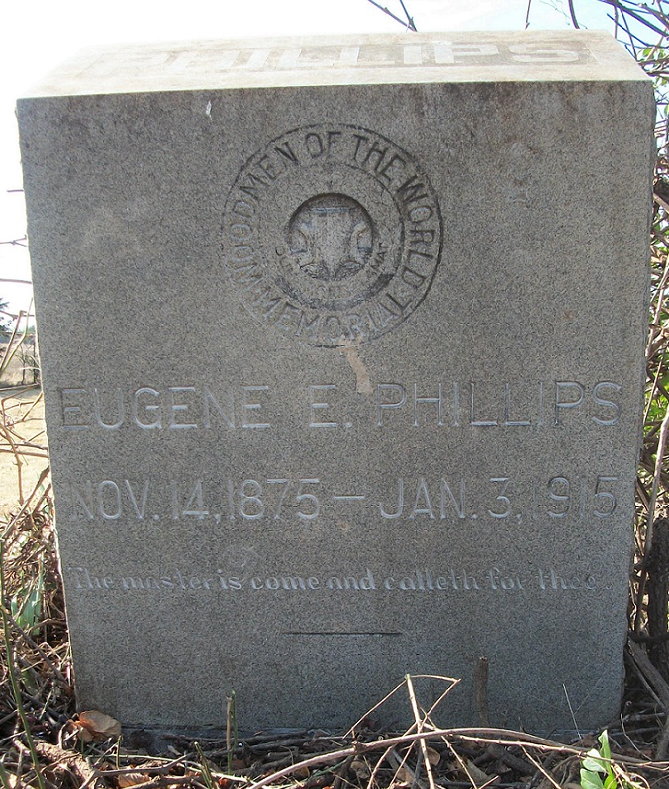 PHILLIPS
WOODMEN OF THE WORLD
MEMORIAL
EUGENE E. PHILLIPS
NOV. 14, 1875 — JAN. 3, 1915
The master is come and calleth for thee.